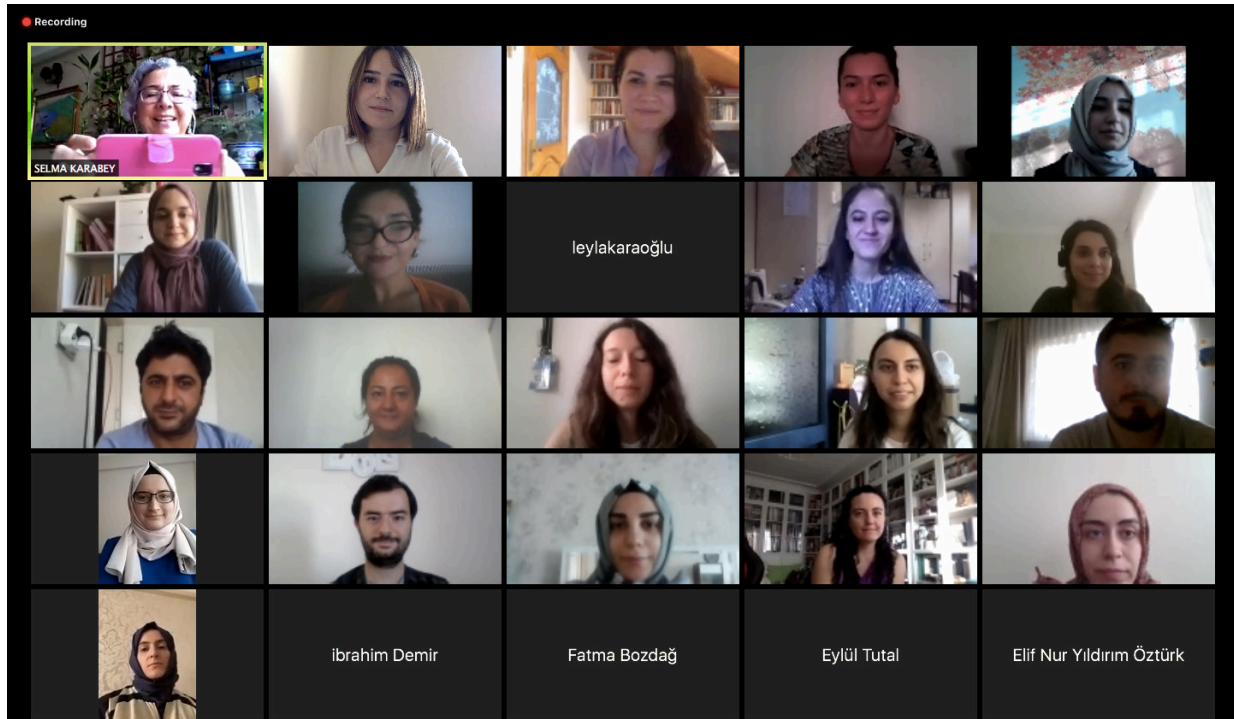 Recording
SELMA KARABEY
leylakaraoğlu
ibrahim Demir
Fatma Bozdağ
Eylül Tutal
Elif Nur Yıldırım Öztürk